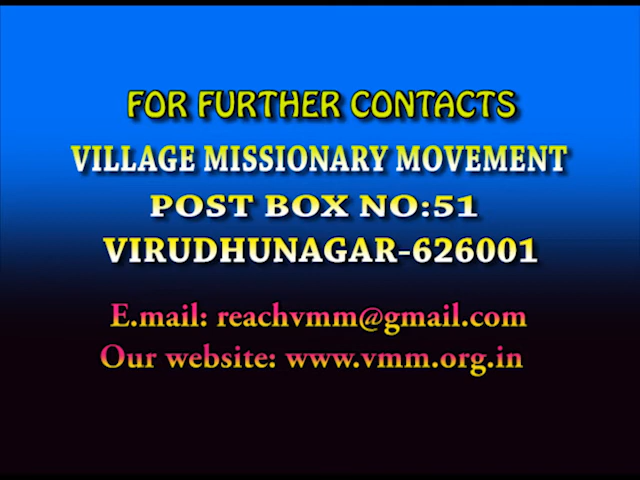 FOR FURTHER CONTACTS
VILLAGE MISSIONARY MOVEMENT
POST BOX NO:51
VIRUDHUNAGAR-626001
E.mail: reachvmm@gmail.com
Our website: www.vmm.org.in